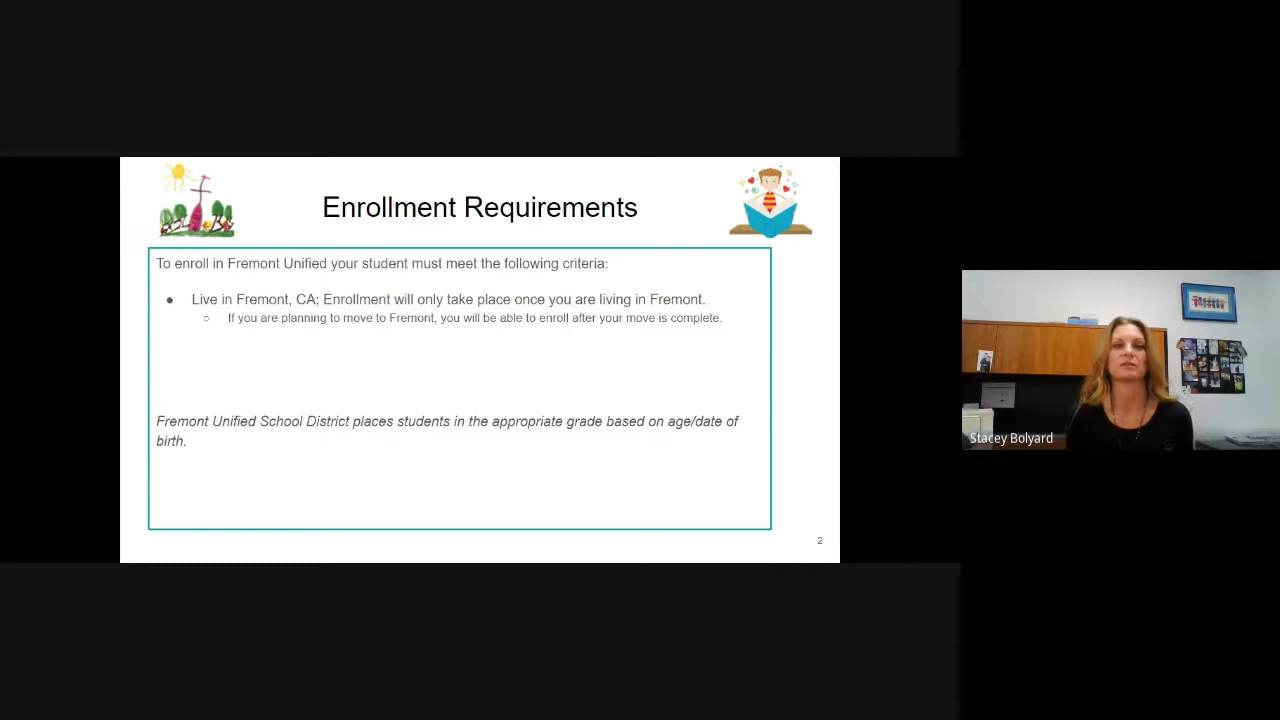 Enrollment Requirements
To enroll in Fremont Unified your student must meet the following criteria:
● Live in Fremont, CA; Enrollment will only take place once you are living in Fremont.
○ If you are planning to move to Fremont, you will be able to enroll after your move is complete.
Fremont Unified School District places students in the appropriate grade based on age/date of
birth.
2
Stacey Bolyard